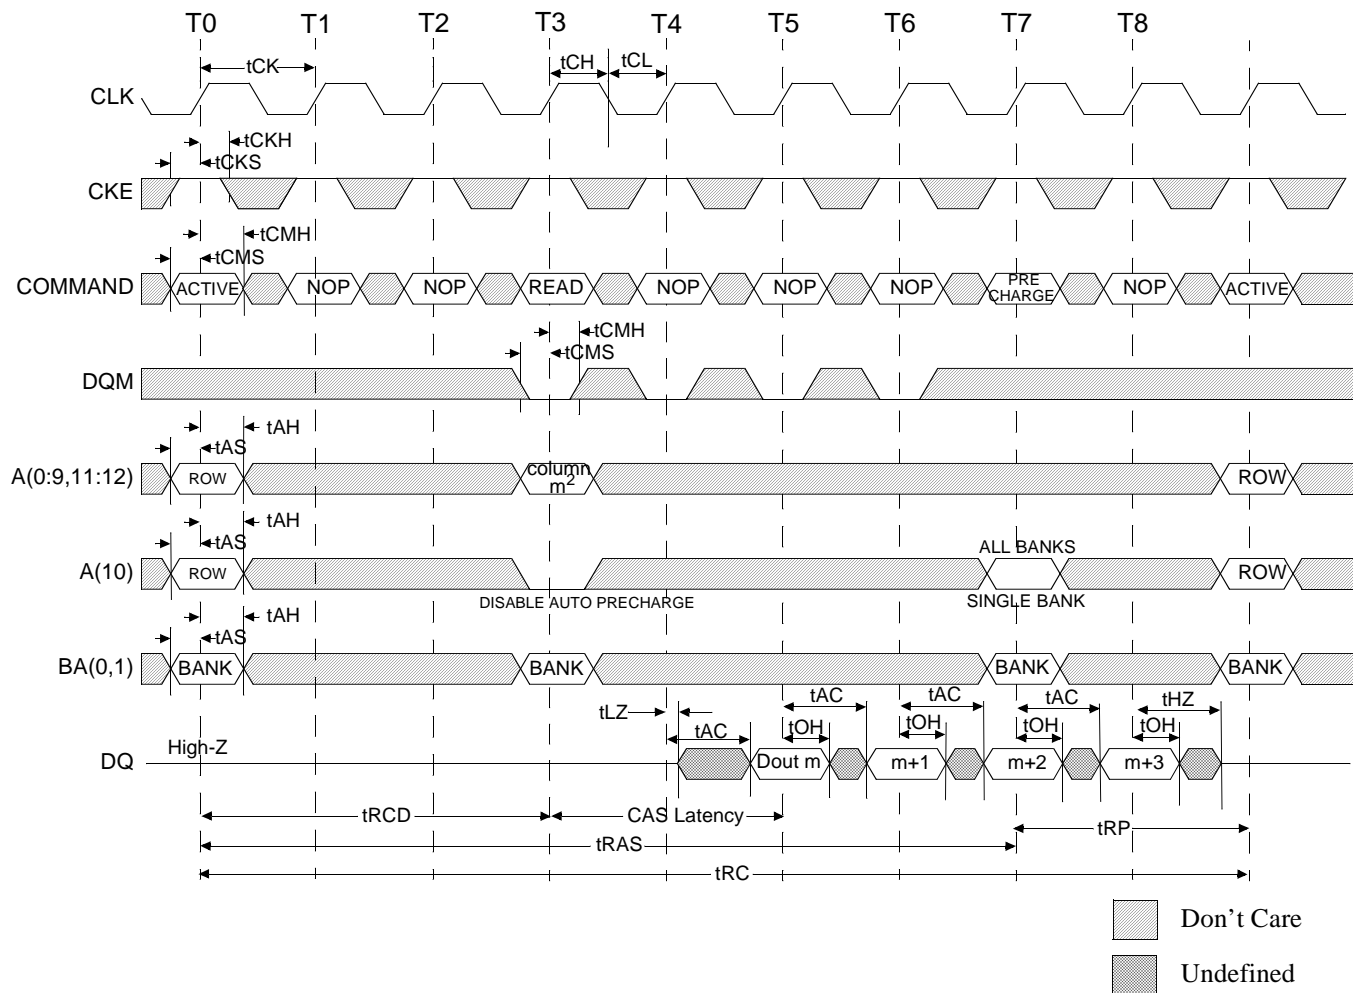 T0 T1 T2 T3 T4 T5 T6 T7 T8
tCK tCH tCL
CLK
tCKH
tCKS
CKE
tCMH
tCMS
COMMAND ACTIVE NOP NOP READ NOP NOP NOP PRE CHARGE NOP ACTIVE
tCMH
tCMS
DQM
tAH
tAS
A(0:9,11:12) ROW column m2 ROW
tAH
tAS
ALL BANKS
A(10) ROW ROW
DISABLE AUTO PRECHARGE SINGLE BANK
tAH
tAS
BA(0,1) BANK BANK BANK BANK
tAC tAC tAC tHZ
tLZ tAC tOH tOH tOH tOH
High-Z
DQ Dout m m+1 m+2 m+3
tRCD CAS Latency
tRP
tRAS
tRC
Don't Care
Undefined